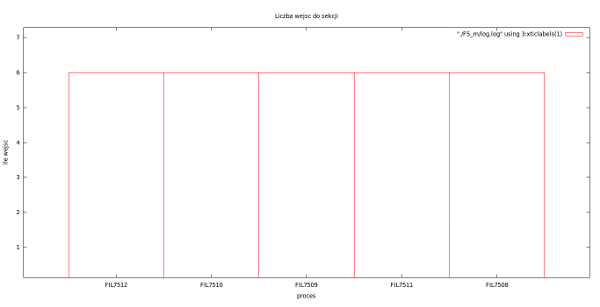 Liczba wejsc do sekcji
"./F5_m/log.log" using 3:xticlabels(1)
7
6
5
4
3
2
1
ile wejsc
FIL7512 FIL7510 FIL7509 FIL7511 FIL7508
proces